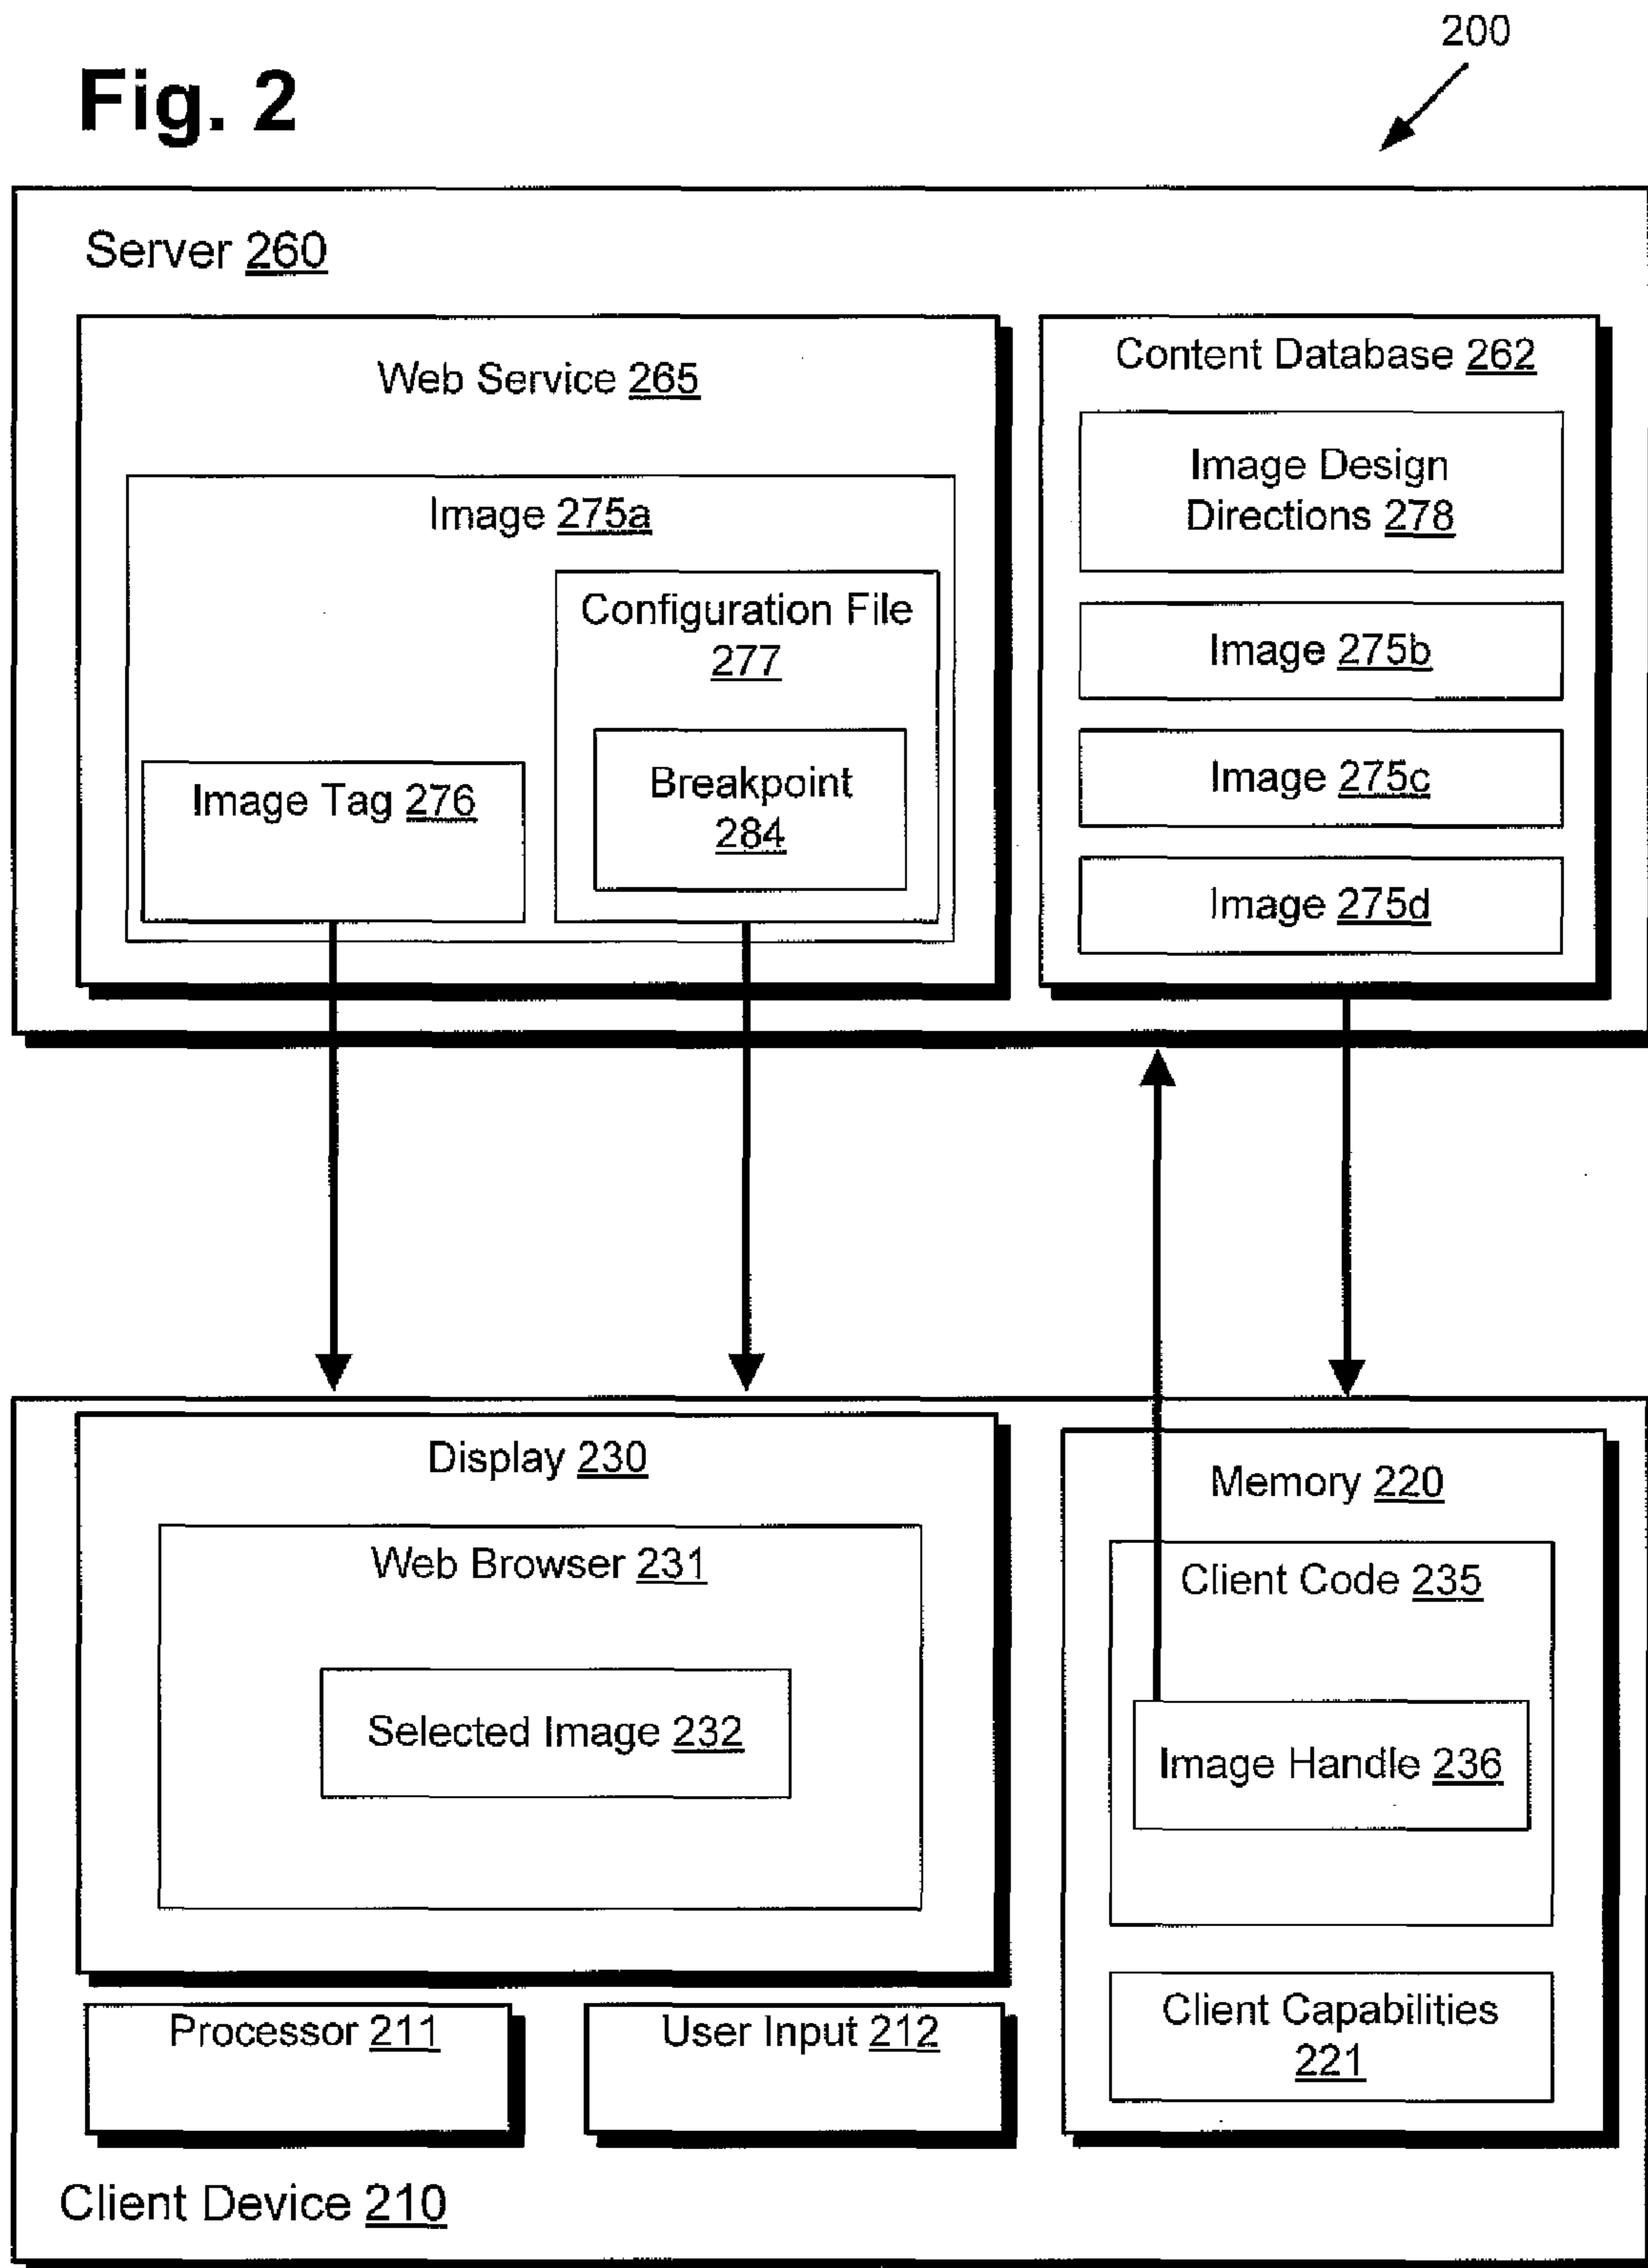 200
Fig. 2
Server 260
Web Service 265
Image 275a
Configuration File
277
Image Tag 276
Breakpoint
284
Content Database 262
Image Design
Directions 278
Image 275b
Image 275c
Image 275d
Display 230
Web Browser 231
Selected Image 232
Memory 220
Client Code 235
Image Handle 236
Client Capabilities
221
Processor 211
User Input 212
Client Device 210